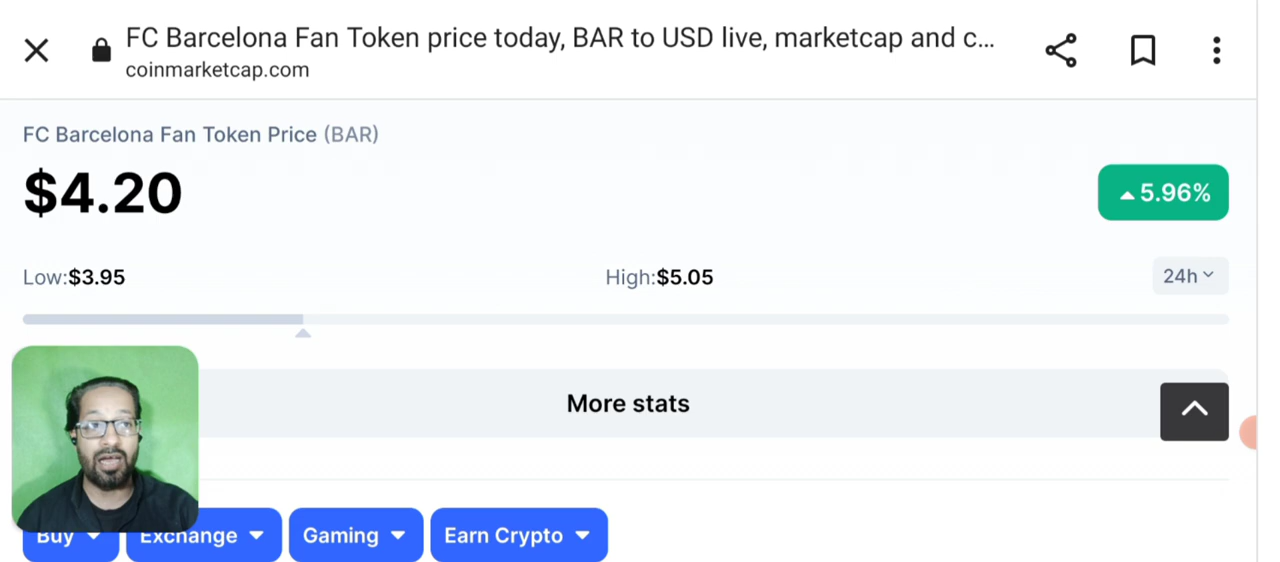 FC Barcelona Fan Token price today, BAR to USD live, marketcap and c...
coinmarketcap.com
FC Barcelona Fan Token Price (BAR)
$4.20
5.96%
Low:$3.95
High:$5.05
24h
More stats
Buy
Exchange
Gaming
Earn Crypto